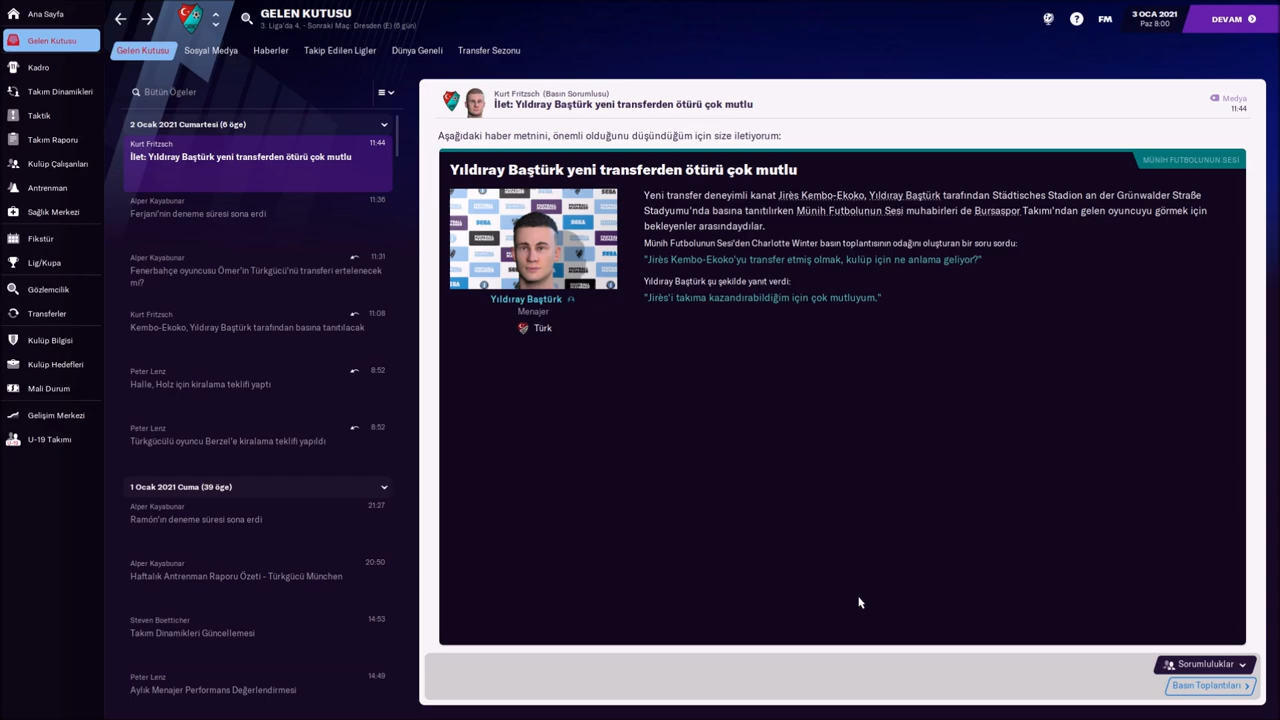 Ana Sayfa
Gelen Kutusu
Kadro
Takım Dinamikleri
Taktik
Takım Raporu
Kulüp Çalışanları
Antrenman
Sağlık Merkezi
Fikstür
Lig/Kupa
Gözlemcilik
Transferler
Kulüp Bilgisi
Kulüp Hedefleri
Mali Durum
Gelişim Merkezi
U-19 Takımı
GELEN KUTUSU
3. Liga'da 4. - Sonraki Maç: Dresden (E) (6 gün)
FM
3 OCA 2021
Paz 8:00
DEVAM
Gelen Kutusu
Sosyal Medya
Haberler
Takip Edilen Ligler
Dünya Geneli
Transfer Sezonu
Bütün Ögeler
2 Ocak 2021 Cumartesi (6 öge)
Kurt Fritzsch 11:44
İlet: Yıldıray Baştürk yeni transferden ötürü çok mutlu
Alper Kayabunar 11:36
Ferjani'nin deneme süresi sona erdi
Alper Kayabunar 11:31
Fenerbahçe oyuncusu Ömer'in Türkgücü'nü transferi ertelenecek
mi?
Kurt Fritzsch 11:08
Kembo-Ekoko, Yıldıray Baştürk tarafından basına tanıtılacak
Peter Lenz 8:52
Halle, Holz için kiralama teklifi yaptı
Peter Lenz 8:52
Türkgücülü oyuncu Berzel'e kiralama teklifi yapıldı
1 Ocak 2021 Cuma (39 öge)
Alper Kayabunar 21:27
Ramón'ın deneme süresi sona erdi
Alper Kayabunar 20:50
Haftalık Antrenman Raporu Özeti - Türkgücü München
Steven Boetticher 14:53
Takım Dinamikleri Güncellemesi
Peter Lenz 14:49
Aylık Menajer Performans Değerlendirmesi
Kurt Fritzsch (Basın Sorumlusu)
İlet: Yıldıray Baştürk yeni transferden ötürü çok mutlu
Medya
11:44
Aşağıdaki haber metnini, önemli olduğunu düşündüğüm için size iletiyorum:
MÜNİH FUTBOLUNUN SESİ
Yıldıray Baştürk yeni transferden ötürü çok mutlu
SEGA
Yıldıray Baştürk
Menajer
Türk
Yeni transfer deneyimli kanat Jirès Kembo-Ekoko, Yıldıray Baştürk tarafından Städtisches Stadion an der Grünwalder Straße
Stadyumu'nda basına tanıtılırken Münih Futbolunun Sesi muhabirleri de Bursaspor Takımı'ndan gelen oyuncuyu görmek için
bekleyenler arasındaydılar.
Münih Futbolunun Sesi'den Charlotte Winter basın toplantısının odağını oluşturan bir soru sordu:
"Jirès Kembo-Ekoko'yu transfer etmiş olmak, kulüp için ne anlama geliyor?"
Yıldıray Baştürk şu şekilde yanıt verdi:
"Jirès'i takıma kazandırabildiğim için çok mutluyum."
Sorumluluklar
Basın Toplantıları